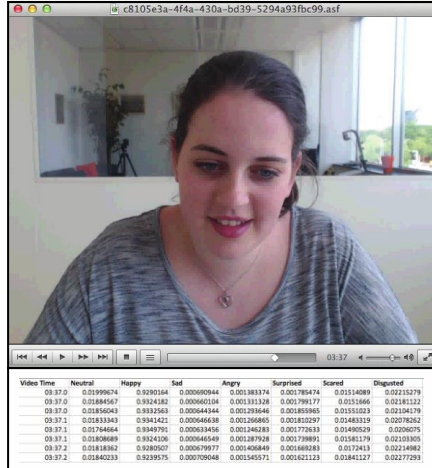 c8105e3a-4f4a-430a-bd39-5294a93fbc99.asf
03:37
Video Time Neutral Happy Sad Angry Surprised Scared Disgusted
03:37.0 0.01999674 0.9290164 0.000690944 0.001383374 0.001785474 0.01514089 0.02215279
03:37.0 0.01884567 0.9324182 0.000660104 0.001331328 0.001799177 0.0151666 0.02181122
03:37.0 0.01856043 0.9332563 0.000644344 0.001293646 0.001855965 0.01551023 0.02104179
03:37.1 0.01833343 0.9341421 0.000646638 0.001266865 0.001810297 0.01483319 0.02078262
03:37.1 0.01764664 0.9349791 0.000633456 0.001246283 0.001772633 0.01490529 0.0206075
03:37.1 0.01808689 0.9324106 0.000646549 0.001287928 0.001739891 0.01581179 0.02103305
03:37.2 0.01818362 0.9280507 0.000679977 0.001406849 0.001669283 0.0172413 0.02214982
03:37.2 0.01840233 0.9239575 0.000709048 0.001545571 0.001621123 0.01841127 0.02277293